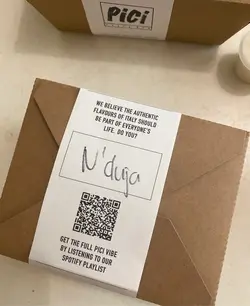 PiCi
WE BELIEVE THE AUTHENTIC
FLAVOURS OF ITALY SHOULD
BE PART OF EVERYONE'S
LIFE. DO YOU?
N'duja
GET THE FULL PICI VIBE
BY LISTENING TO OUR
SPOTIFY PLAYLIST